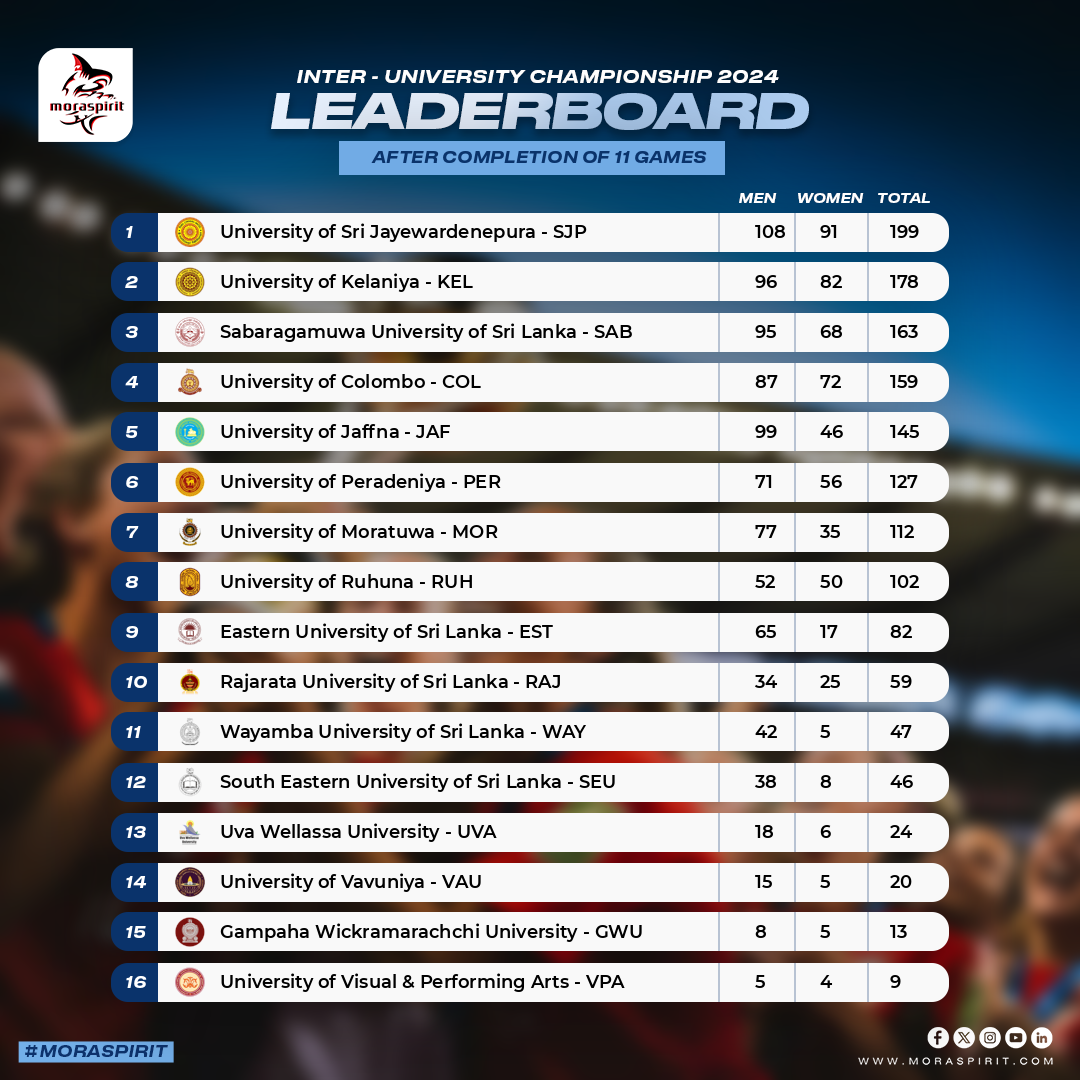 moraspirit
INTER - UNIVERSITY CHAMPIONSHIP 2024
LEADERBOARD
AFTER COMPLETION OF 11 GAMES
MEN WOMEN TOTAL
1 University of Sri Jayewardenepura - SJP 108 91 199
2 University of Kelaniya - KEL 96 82 178
3 Sabaragamuwa University of Sri Lanka - SAB 95 68 163
4 University of Colombo - COL 87 72 159
5 University of Jaffna - JAF 99 46 145
6 University of Peradeniya - PER 71 56 127
7 University of Moratuwa - MOR 77 35 112
8 University of Ruhuna - RUH 52 50 102
9 Eastern University of Sri Lanka - EST 65 17 82
10 Rajarata University of Sri Lanka - RAJ 34 25 59
11 Wayamba University of Sri Lanka - WAY 42 5 47
12 South Eastern University of Sri Lanka - SEU 38 8 46
13 Uva Wellassa University - UVA 18 6 24
14 University of Vavuniya - VAU 15 5 20
15 Gampaha Wickramarachchi University - GWU 8 5 13
16 University of Visual & Performing Arts - VPA 5 4 9
#MORASPIRIT
WWW.MORASPIRIT.COM